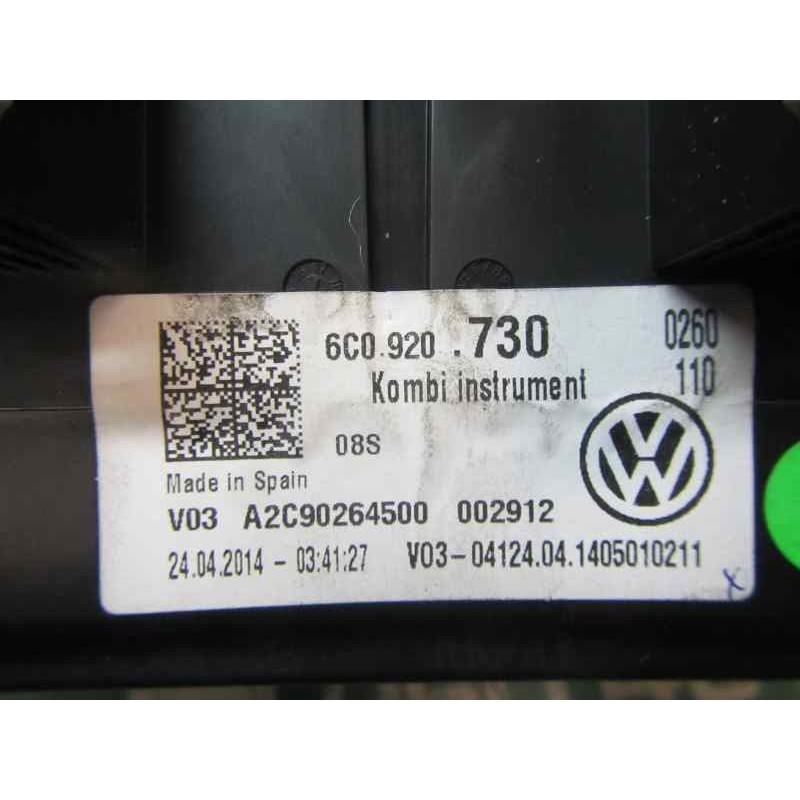 6C0 920 .730 0260
Kombi instrument 110
08S
Made in Spain
V03 A2C90264500 002912
24.04.2014 - 03:41:27 V03-04124.04.1405010211
x